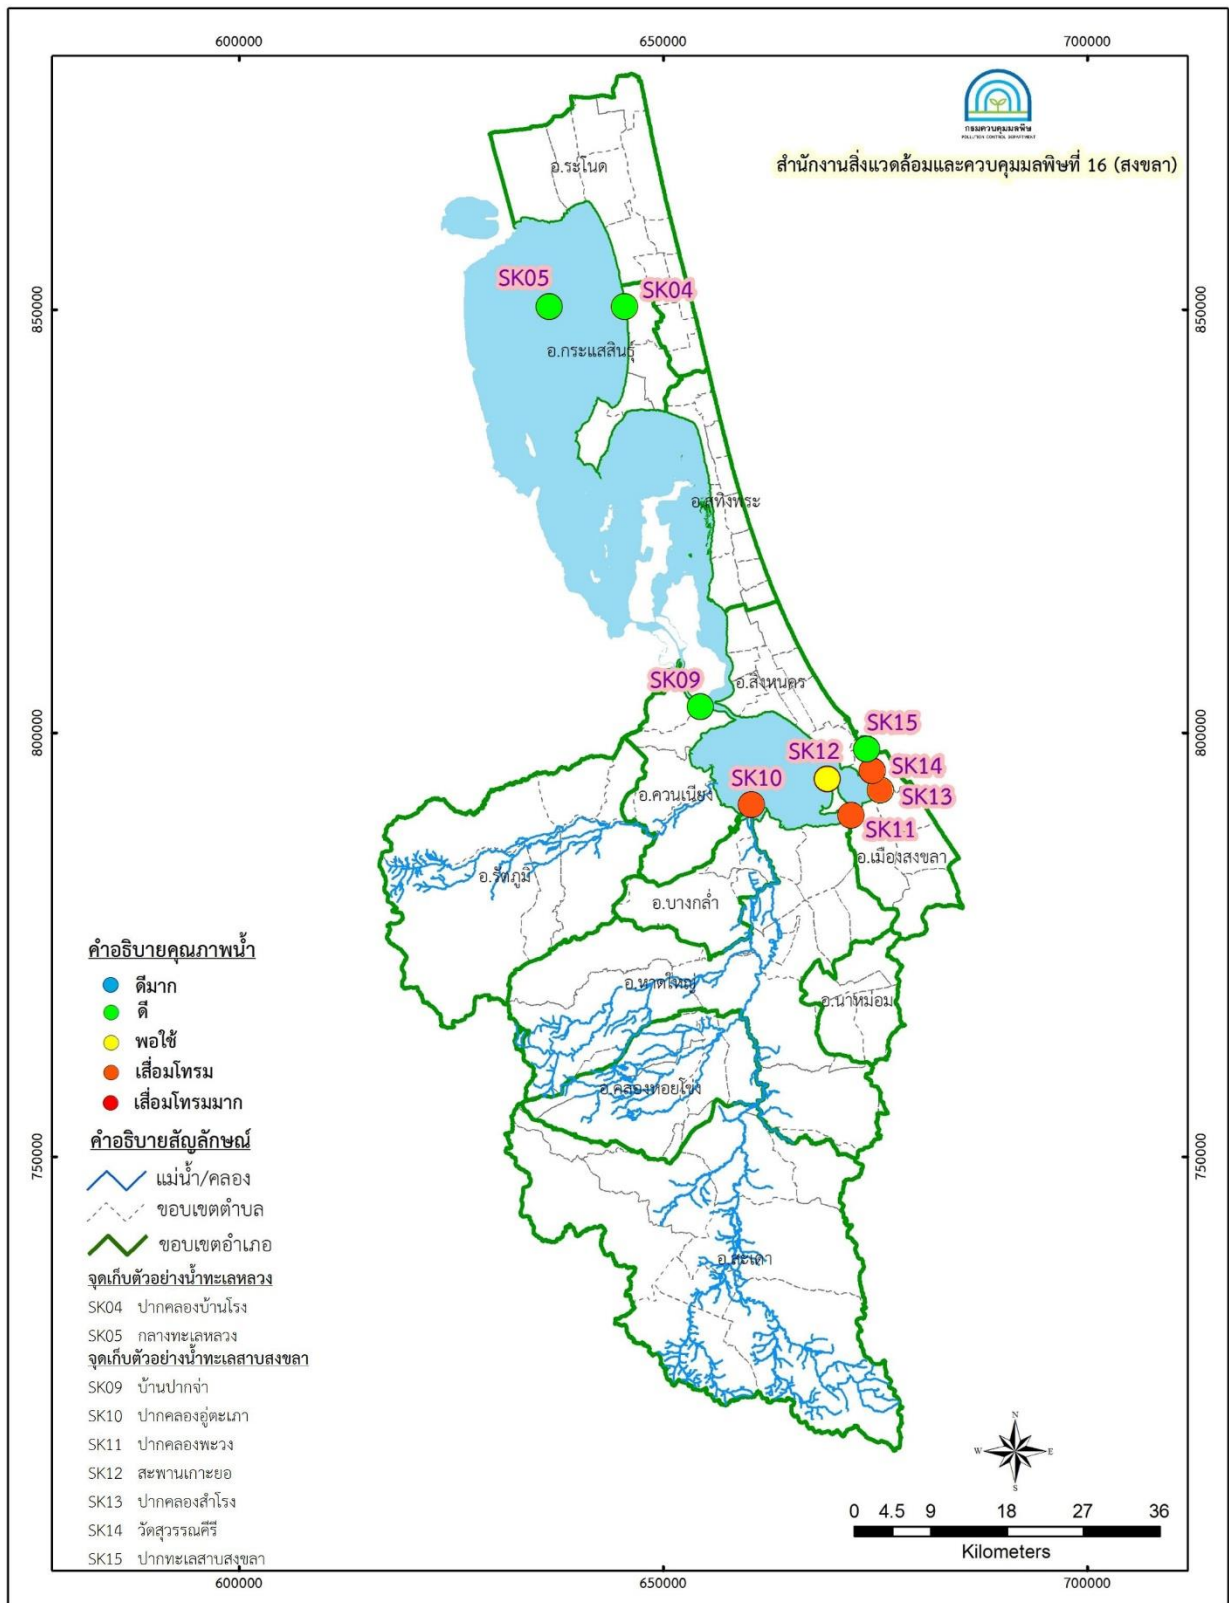 600000 650000 700000
กรมควบคุมมลพิษ
POLLUTION CONTROL DEPARTMENT
สำนักงานสิ่งแวดล้อมและควบคุมมลพิษที่ 16 (สงขลา)
อ.ระโนด
SK05
SK04
850000 850000
อ.กระแสสินธุ์
อ.สทิงพระ
SK09
อ.สิงหนคร
SK15
800000 800000
SK12
SK14
SK10
SK13
อ.ควนเนียง
SK11
อ.เมืองสงขลา
อ.รัตภูมิ
อ.บางกล่ำ
อ.หาดใหญ่
อ.นาหม่อม
อ.คลองหอยโข่ง
อ.สะเดา
คำอธิบายคุณภาพน้ำ
ดีมาก
ดี
พอใช้
เสื่อมโทรม
เสื่อมโทรมมาก
คำอธิบายสัญลักษณ์
750000 750000
แม่น้ำ/คลอง
ขอบเขตตำบล
ขอบเขตอำเภอ
จุดเก็บตัวอย่างน้ำทะเลหลวง
SK04 ปากคลองบ้านโรง
SK05 กลางทะเลหลวง
จุดเก็บตัวอย่างน้ำทะเลสาบสงขลา
SK09 บ้านปากจ่า
SK10 ปากคลองอู่ตะเภา
SK11 ปากคลองพะวง
SK12 สะพานเกาะยอ
SK13 ปากคลองสำโรง
SK14 วัดสุวรรณคีรี
SK15 ปากทะเลสาบสงขลา
N
W E
S
0 4.5 9 18 27 36
Kilometers
600000 650000 700000